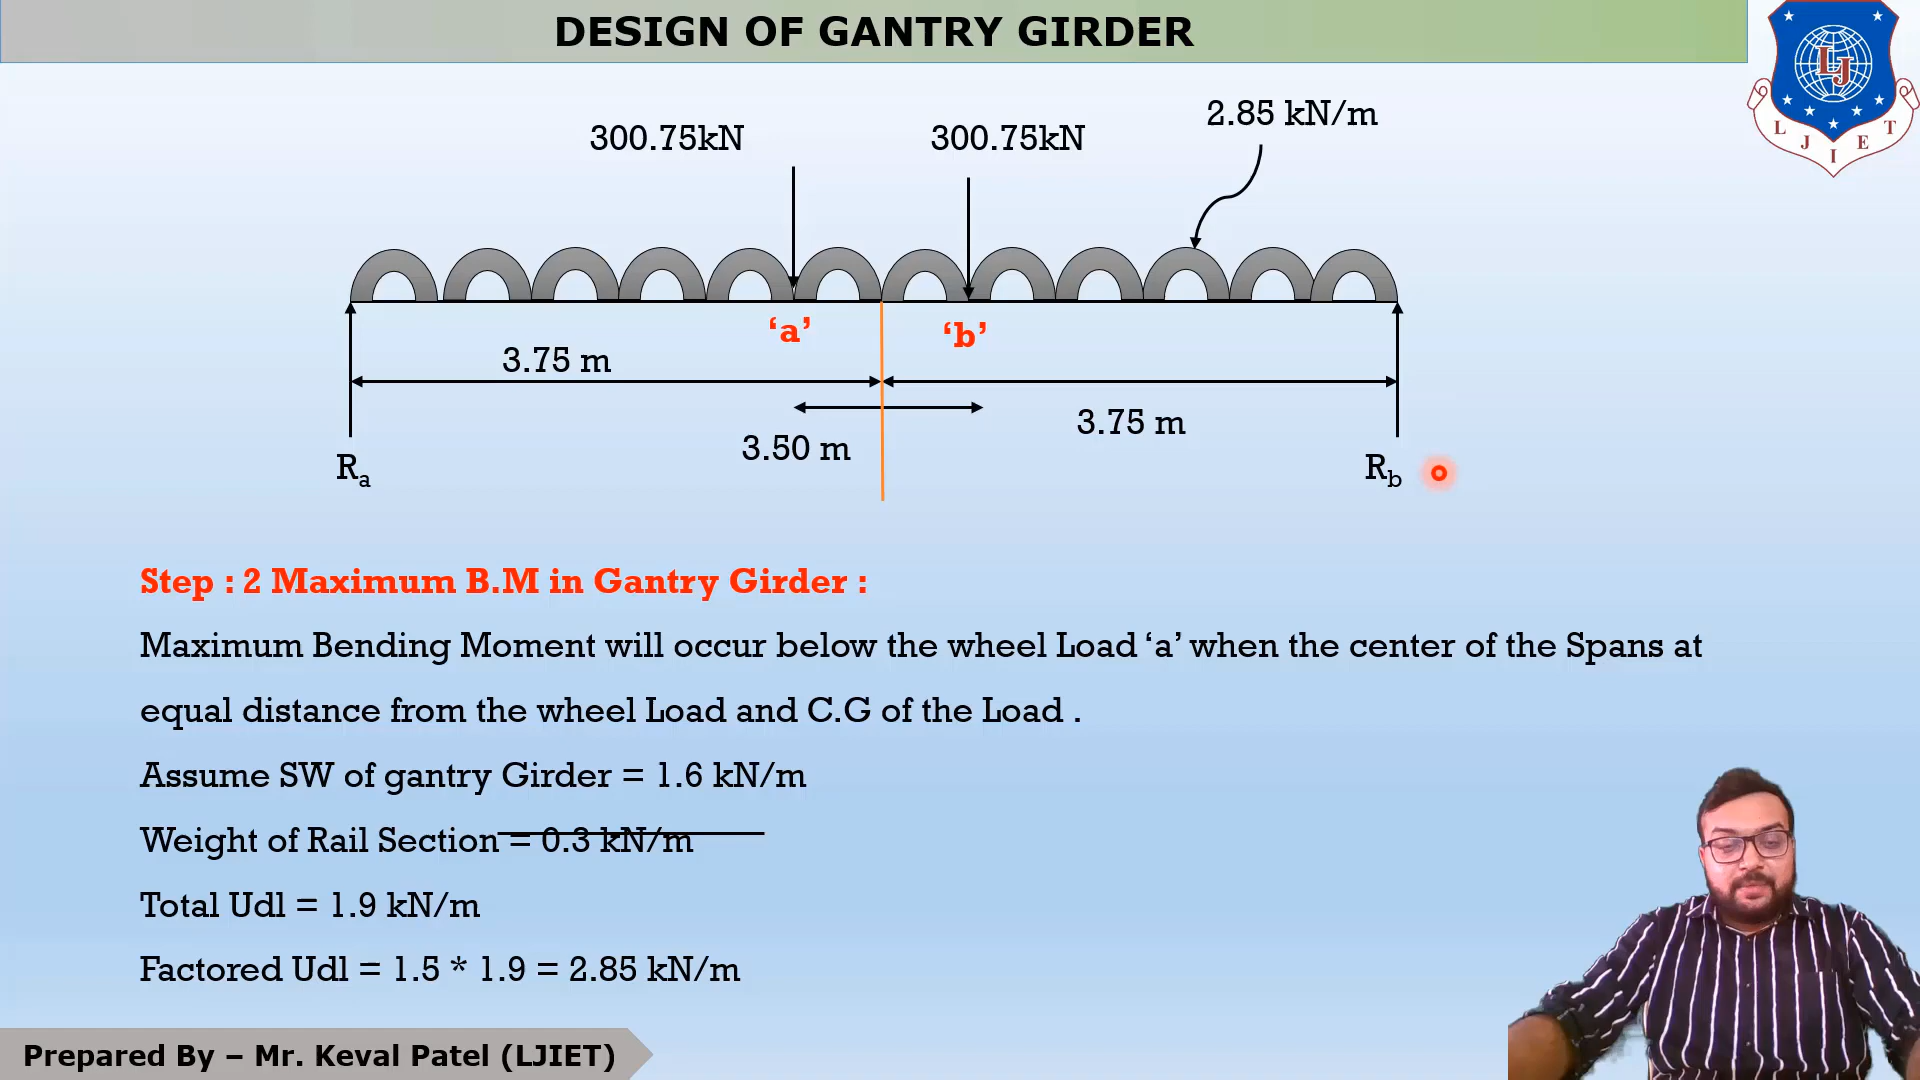 DESIGN OF GANTRY GIRDER
LJ
L J I E T
2.85 kN/m
300.75kN
300.75kN
‘a’
‘b’
3.75 m
3.75 m
3.50 m
Ra
Rb
Step : 2 Maximum B.M in Gantry Girder :
Maximum Bending Moment will occur below the wheel Load ‘a’ when the center of the Spans at
equal distance from the wheel Load and C.G of the Load .
Assume SW of gantry Girder = 1.6 kN/m
Weight of Rail Section = 0.3 kN/m
Total Udl = 1.9 kN/m
Factored Udl = 1.5 * 1.9 = 2.85 kN/m
Prepared By – Mr. Keval Patel (LJIET)